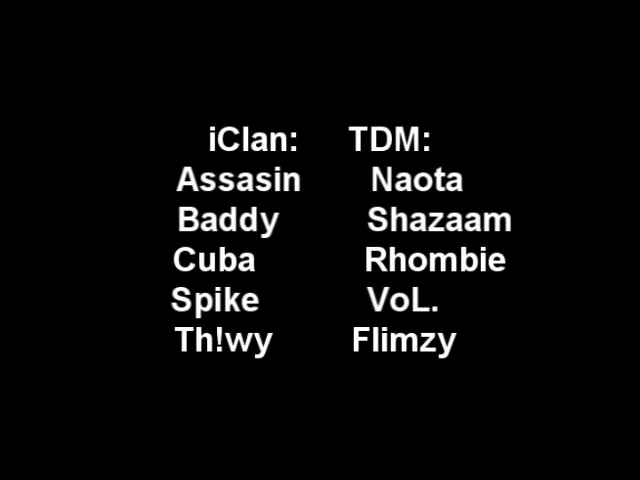 iClan: TDM:
Assasin Naota
Baddy Shazaam
Cuba Rhombie
Spike VoL.
Th!wy Flimzy